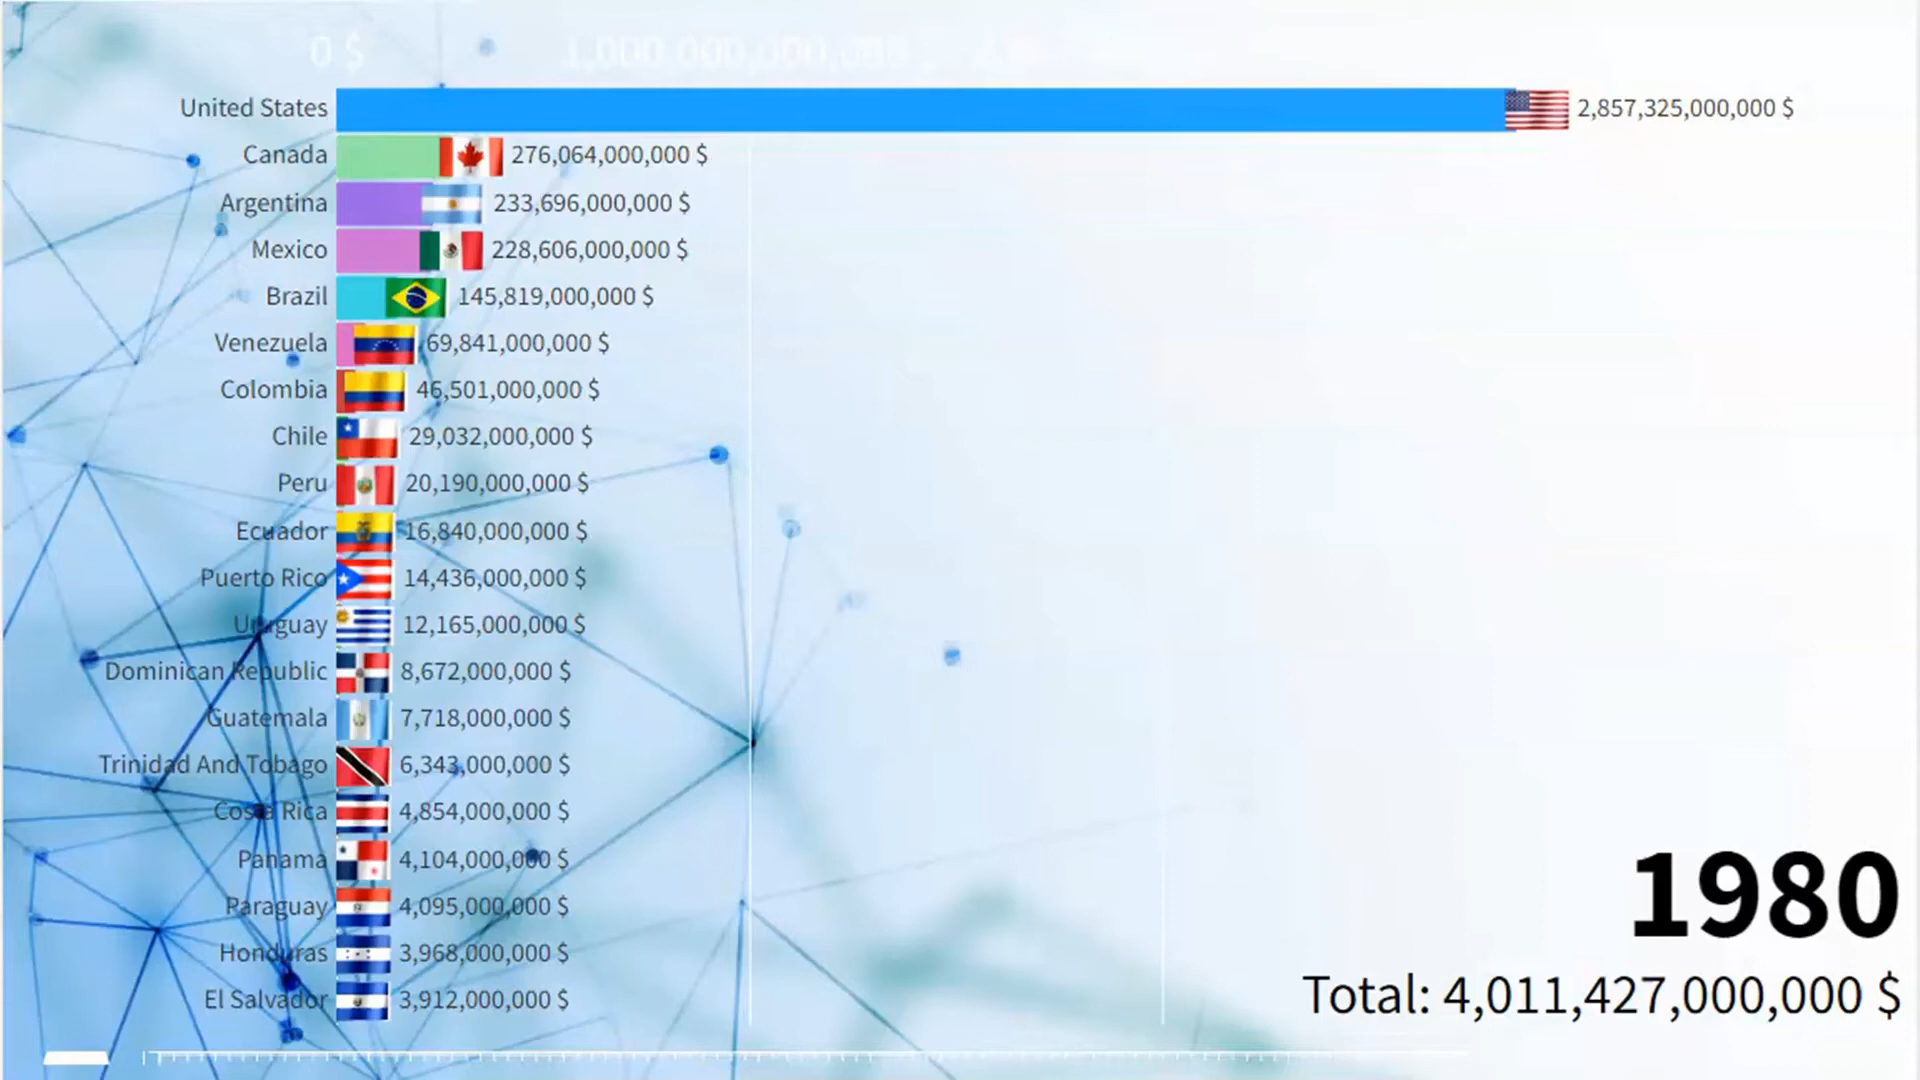 0 $ 1,000,000,000,000 $
United States 2,857,325,000,000 $
Canada 276,064,000,000 $
Argentina 233,696,000,000 $
Mexico 228,606,000,000 $
Brazil 145,819,000,000 $
Venezuela 69,841,000,000 $
Colombia 46,501,000,000 $
Chile 29,032,000,000 $
Peru 20,190,000,000 $
Ecuador 16,840,000,000 $
Puerto Rico 14,436,000,000 $
Uruguay 12,165,000,000 $
Dominican Republic 8,672,000,000 $
Guatemala 7,718,000,000 $
Trinidad And Tobago 6,343,000,000 $
Costa Rica 4,854,000,000 $
Panama 4,104,000,000 $
Paraguay 4,095,000,000 $
Honduras 3,968,000,000 $
El Salvador 3,912,000,000 $
1980
Total: 4,011,427,000,000 $